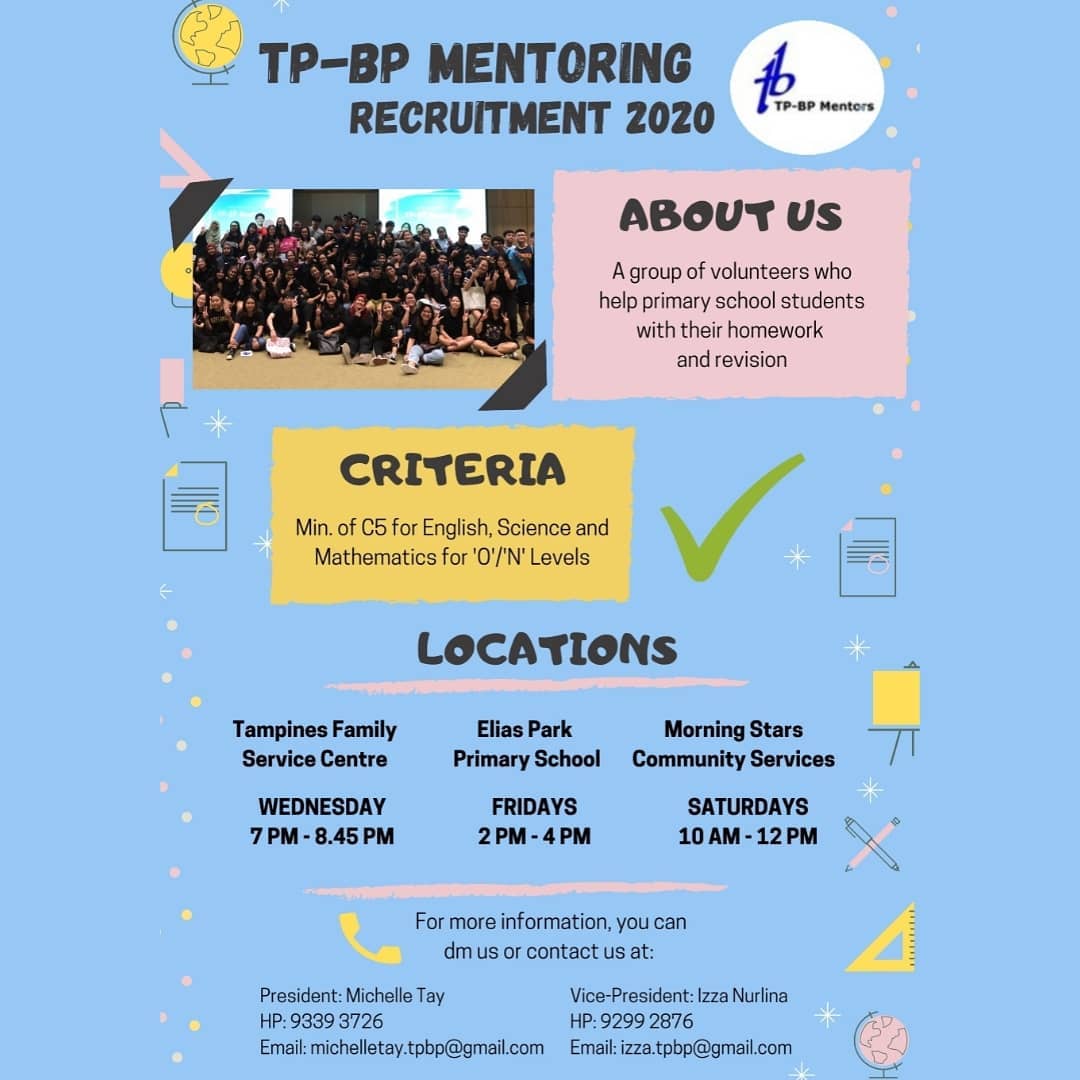 TP-BP MENTORING
RECRUITMENT 2020
TP-BP Mentors
ABOUT US
A group of volunteers who
help primary school students
with their homework
and revision
CRITERIA
Min. of C5 for English, Science and
Mathematics for 'O'/'N' Levels
LOCATIONS
Tampines Family
Service Centre
WEDNESDAY
7 PM - 8.45 PM
Elias Park
Primary School
FRIDAYS
2 PM - 4 PM
Morning Stars
Community Services
SATURDAYS
10 AM - 12 PM
For more information, you can
dm us or contact us at:
President: Michelle Tay
HP: 9339 3726
Email: michelletay.tpbp@gmail.com
Vice-President: Izza Nurlina
HP: 9299 2876
Email: izza.tpbp@gmail.com